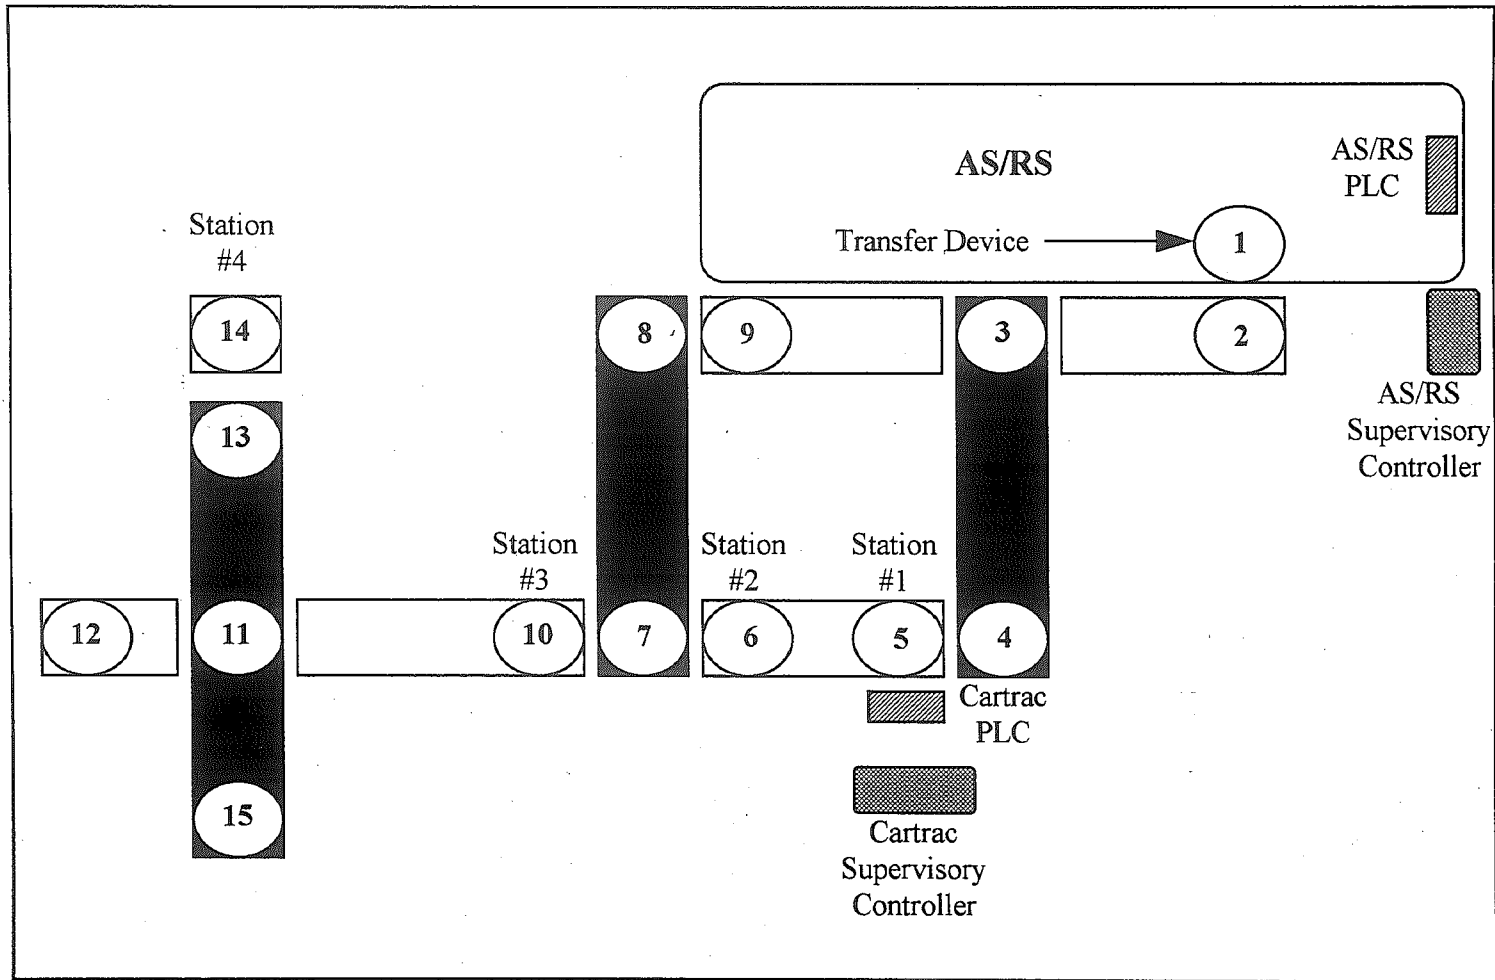 AS/RS
AS/RS
PLC
Transfer Device
1
Station
#4
14
8
9
3
2
AS/RS
Supervisory
Controller
13
Station
#3
Station
#2
Station
#1
12
11
10
7
6
5
4
Cartrac
PLC
15
Cartrac
Supervisory
Controller